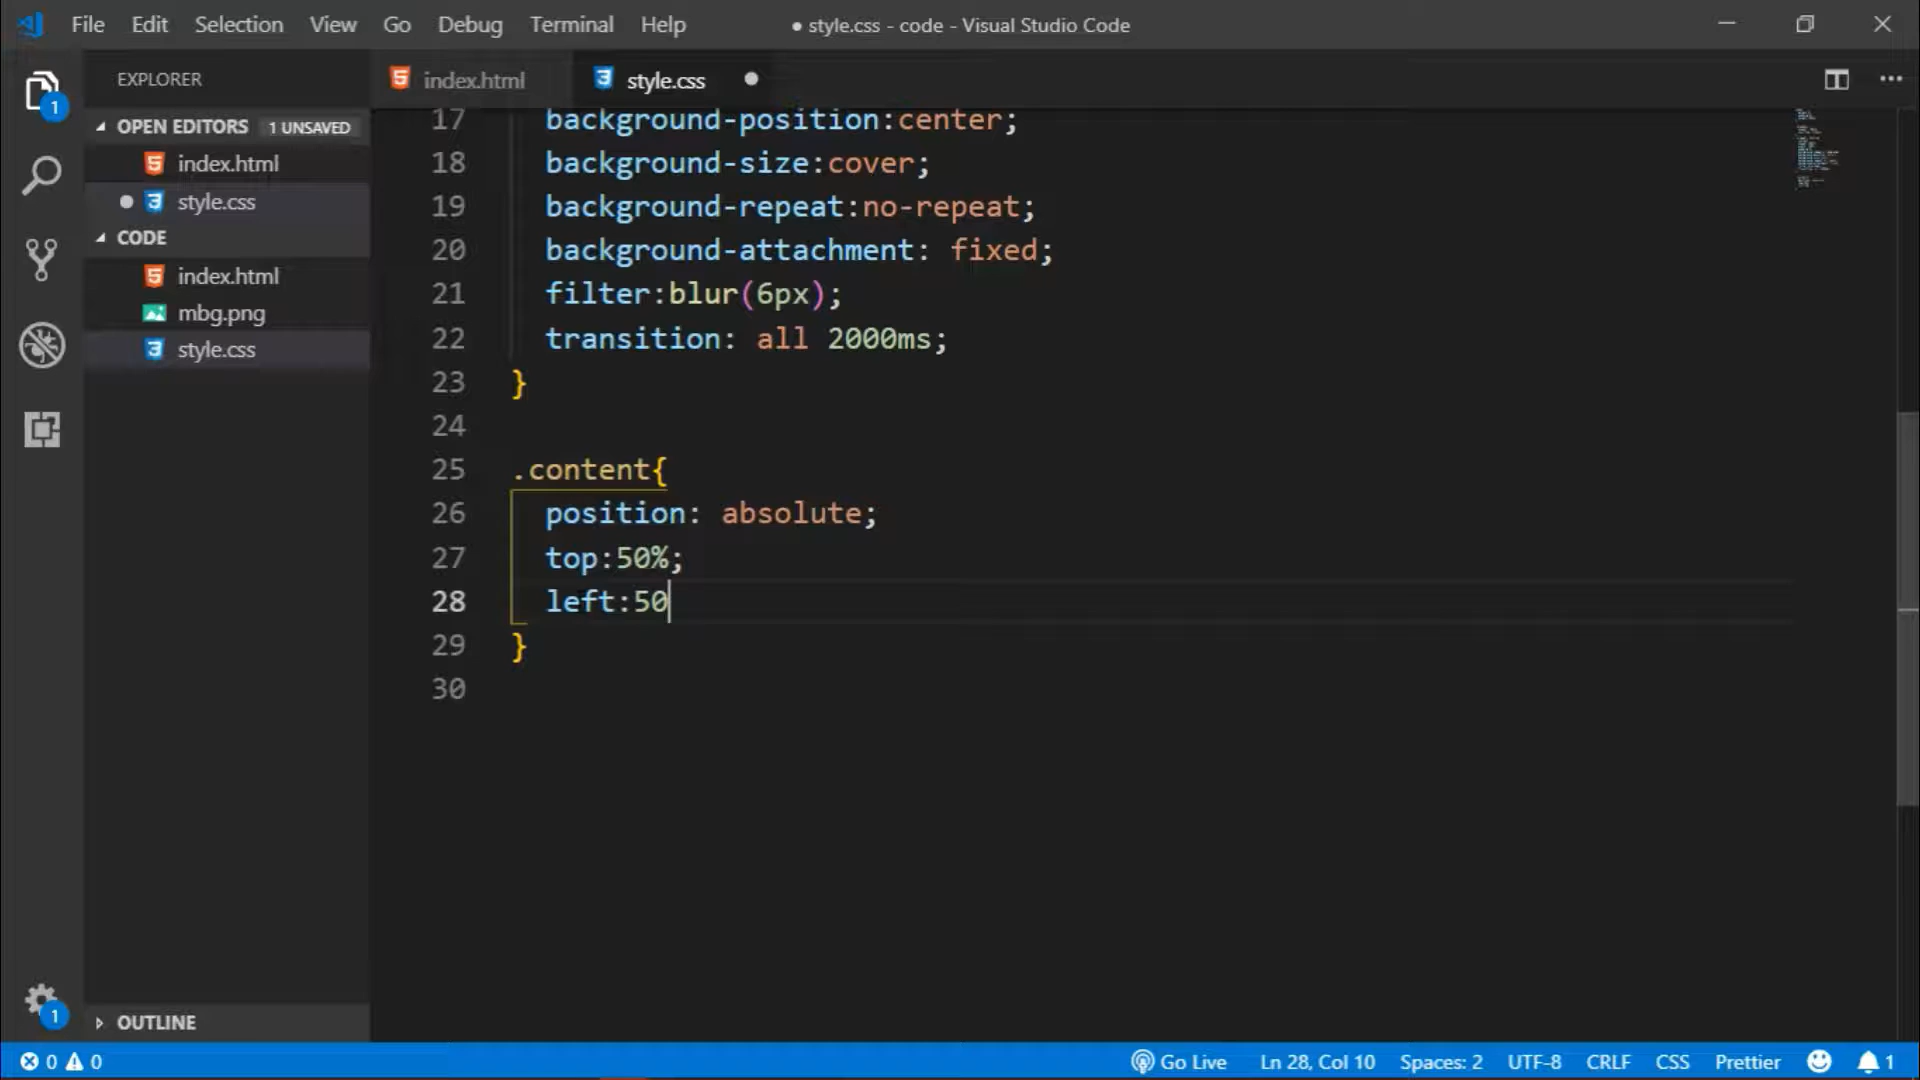 File Edit Selection View Go Debug Terminal Help ● style.css - code - Visual Studio Code
EXPLORER
OPEN EDITORS 1 UNSAVED
index.html
style.css
CODE
index.html
mbg.png
style.css
OUTLINE
1
1
index.html style.css
17 background-position:center;
18 background-size:cover;
19 background-repeat:no-repeat;
20 background-attachment: fixed;
21 filter:blur(6px);
22 transition: all 2000ms;
23 }
24
25 .content{
26 position: absolute;
27 top:50%;
28 left:50
29 }
30
0 0 Go Live Ln 28, Col 10 Spaces: 2 UTF-8 CRLF CSS Prettier 1